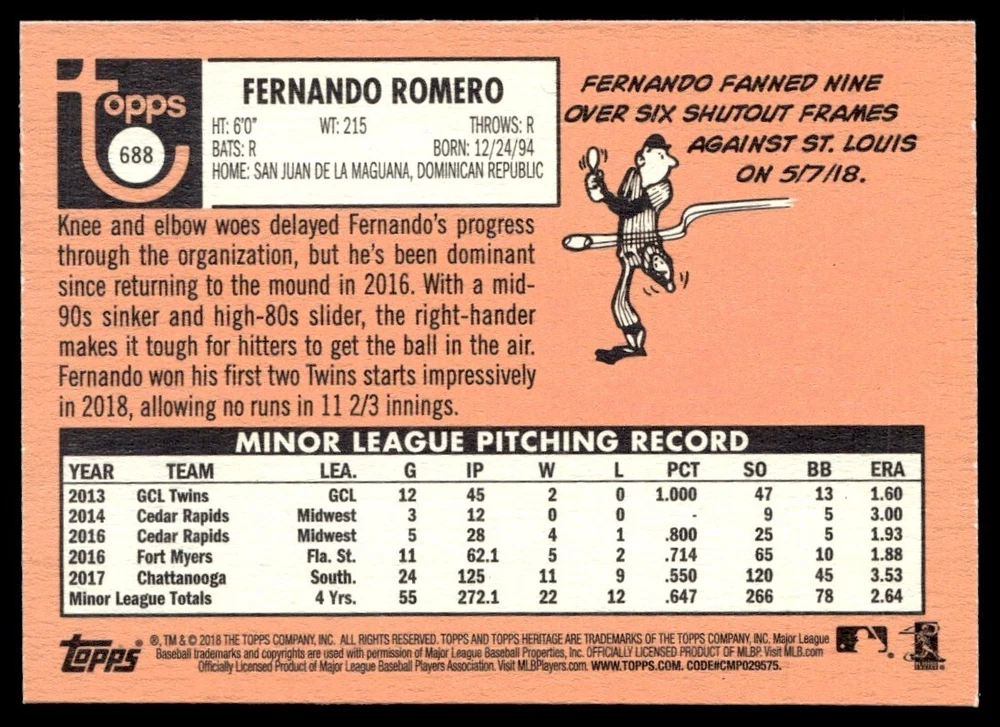 Topps
688
FERNANDO ROMERO
HT: 6'0" WT: 215 THROWS: R
BATS: R BORN: 12/24/94
HOME: SAN JUAN DE LA MAGUANA, DOMINICAN REPUBLIC
FERNANDO FANNED NINE
OVER SIX SHUTOUT FRAMES
AGAINST ST. LOUIS
ON 5/7/18.
Knee and elbow woes delayed Fernando's progress
through the organization, but he's been dominant
since returning to the mound in 2016. With a mid-
90s sinker and high-80s slider, the right-hander
makes it tough for hitters to get the ball in the air.
Fernando won his first two Twins starts impressively
in 2018, allowing no runs in 11 2/3 innings.
MINOR LEAGUE PITCHING RECORD
YEAR TEAM LEA. G IP W L PCT SO BB ERA
2013 GCL Twins GCL 12 45 2 0 1.000 47 13 1.60
2014 Cedar Rapids Midwest 3 12 0 0 - 9 5 3.00
2016 Cedar Rapids Midwest 5 28 4 1 .800 25 5 1.93
2016 Fort Myers Fla. St. 11 62.1 5 2 .714 65 10 1.88
2017 Chattanooga South. 24 125 11 9 .550 120 45 3.53
Minor League Totals 4 Yrs. 55 272.1 22 12 .647 266 78 2.64
TOPPS ® ®, TM & © 2018 THE TOPPS COMPANY, INC. ALL RIGHTS RESERVED. TOPPS AND TOPPS HERITAGE ARE TRADEMARKS OF THE TOPPS COMPANY, INC. Major League
Baseball trademarks and copyrights are used with permission of Major League Baseball Properties, Inc. OFFICIALLY LICENSED PRODUCT OF MLBP. Visit MLB.com
Officially Licensed Product of Major League Baseball Players Association. Visit MLBPlayers.com. WWW.TOPPS.COM. CODE#CMP029575.